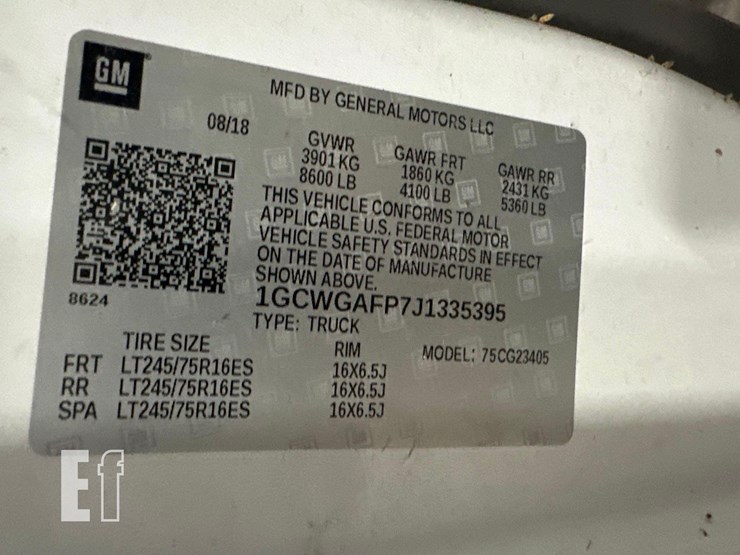 GM
MFD BY GENERAL MOTORS LLC
08/18
GVWR GAWR FRT GAWR RR
3901 KG 1860 KG 2431 KG
8600 LB 4100 LB 5360 LB
THIS VEHICLE CONFORMS TO ALL
APPLICABLE U.S. FEDERAL MOTOR
VEHICLE SAFETY STANDARDS IN EFFECT
ON THE DATE OF MANUFACTURE
SHOWN ABOVE.
8624
1GCWGAFP7J1335395
TYPE: TRUCK
TIRE SIZE RIM MODEL: 75CG23405
FRT LT245/75R16ES 16X6.5J
RR LT245/75R16ES 16X6.5J
SPA LT245/75R16ES 16X6.5J
Ef